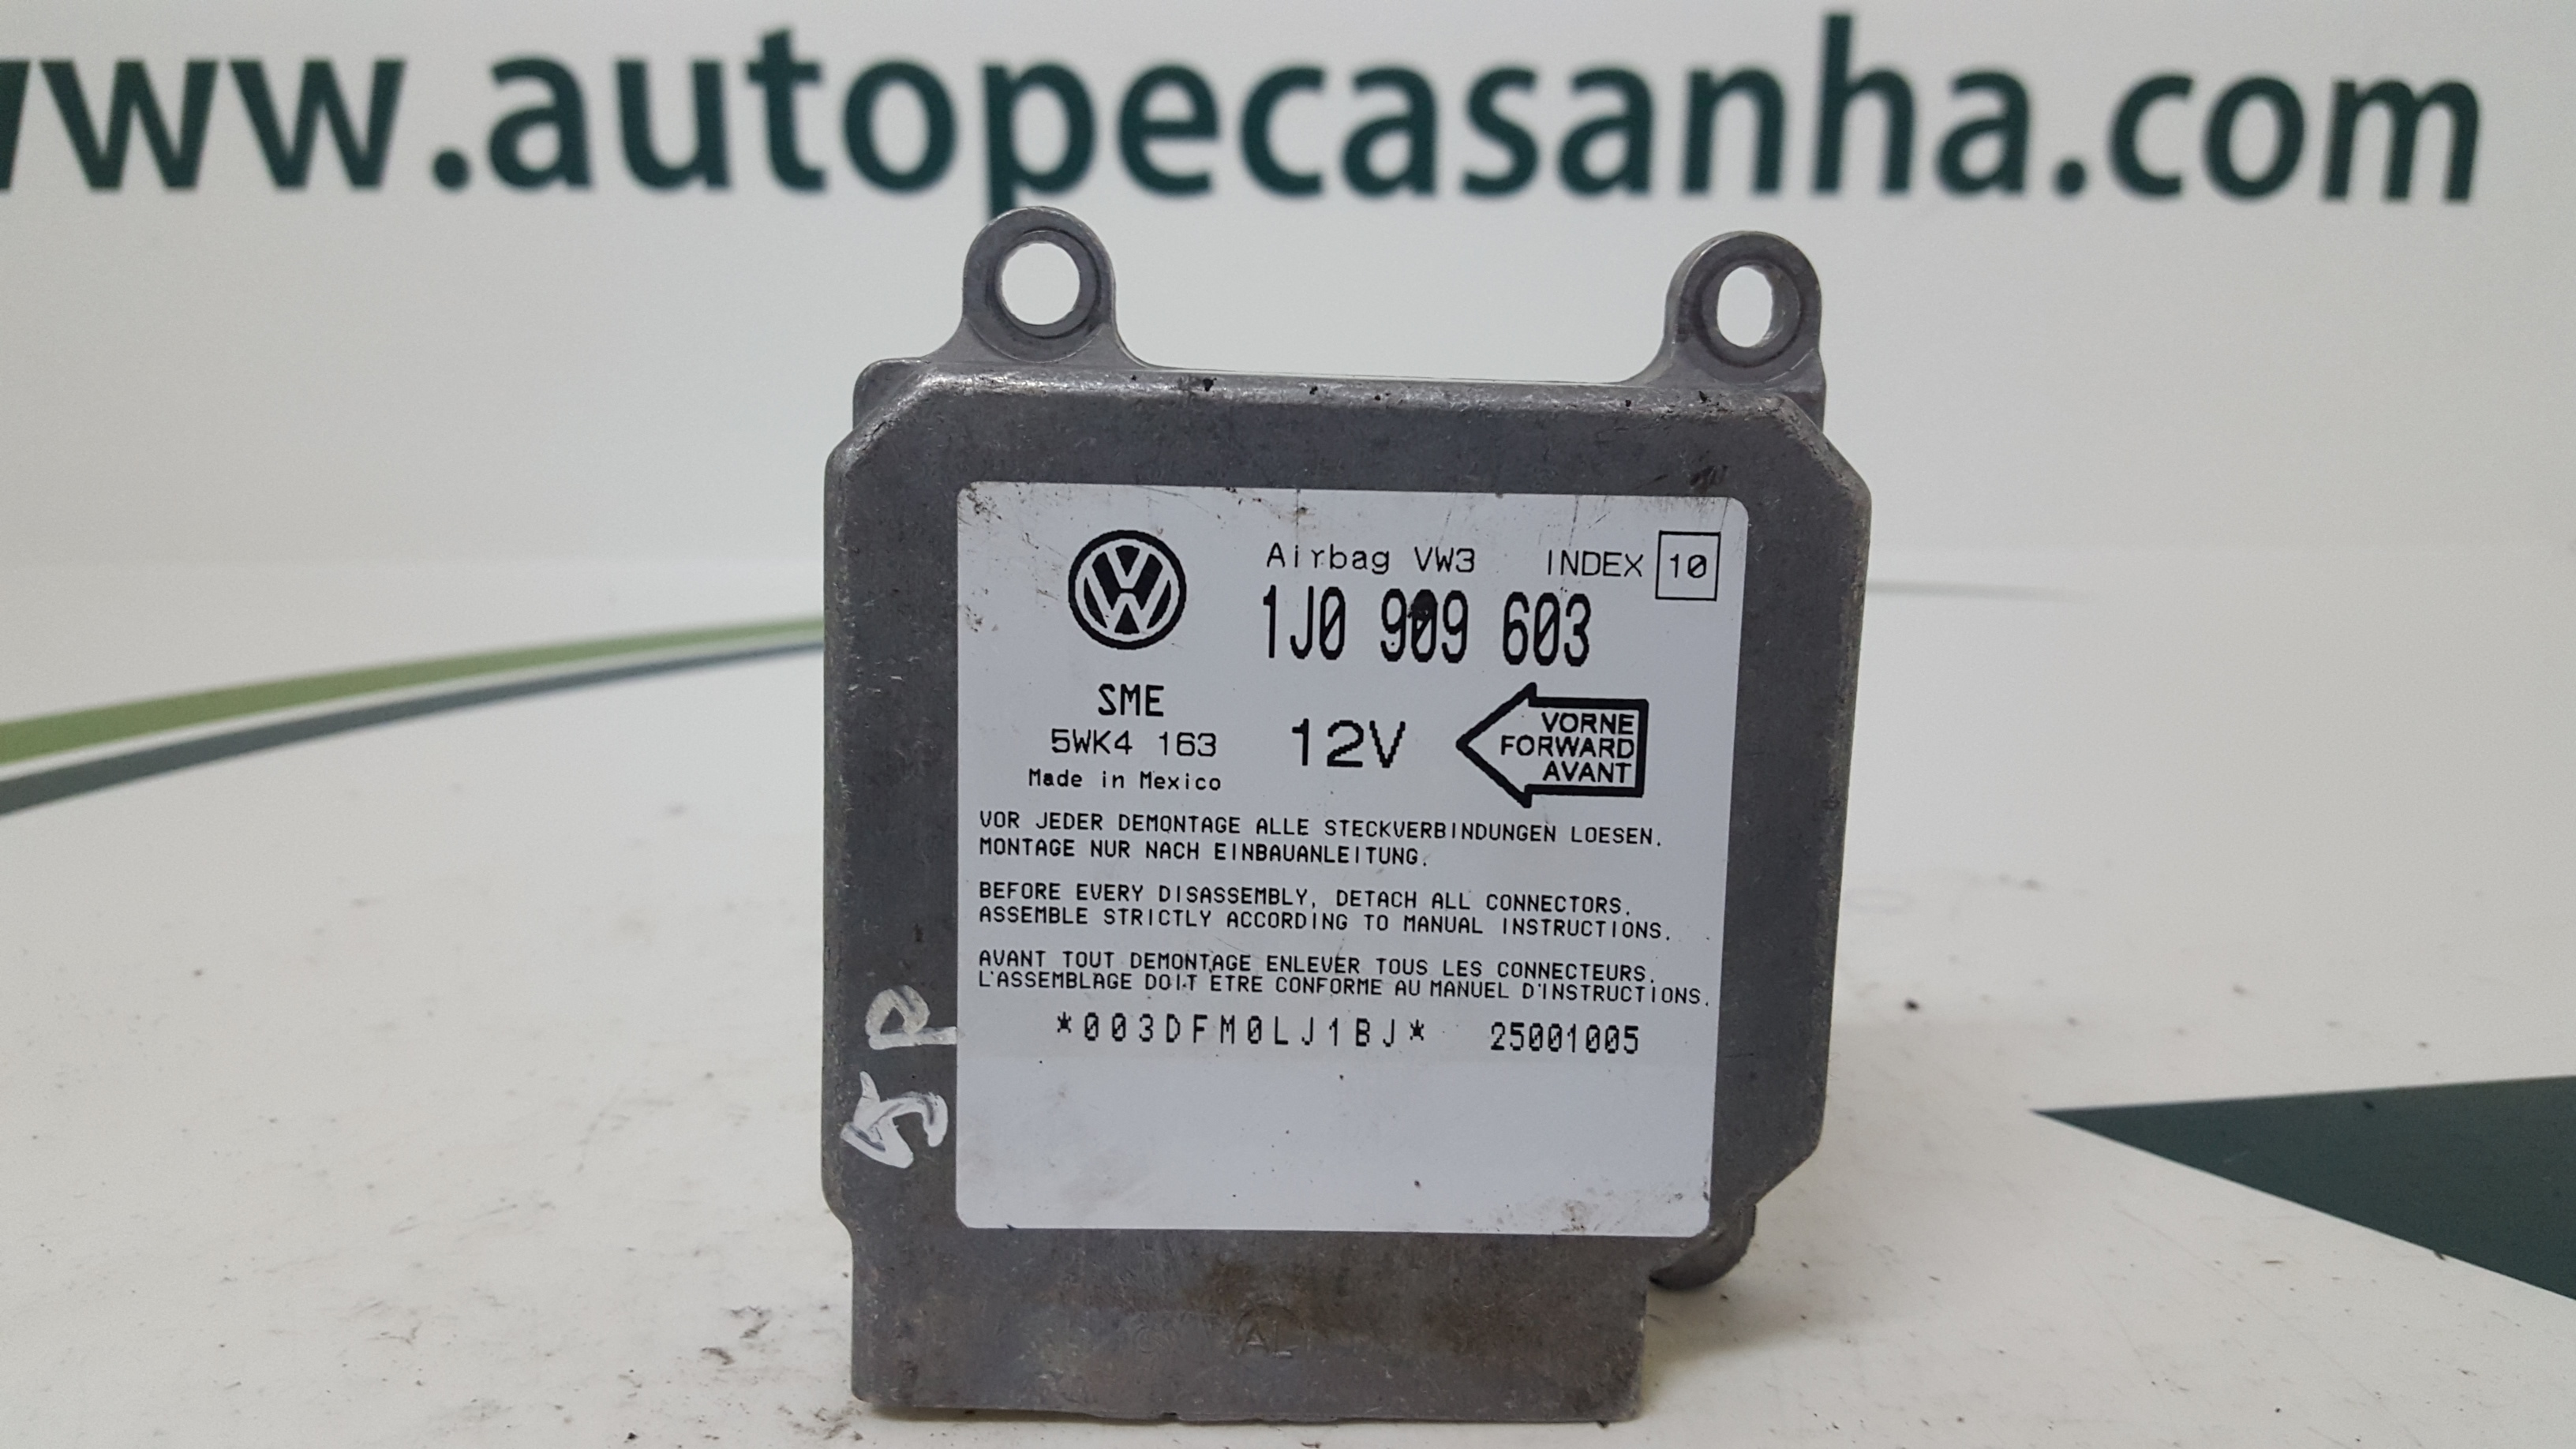 www.autopecasanha.com
Airbag VW3 INDEX 10
1J0 909 603
SME
5WK4 163
Made in Mexico
12V
VORNE
FORWARD
AVANT
VOR JEDER DEMONTAGE ALLE STECKVERBINDUNGEN LOESEN.
MONTAGE NUR NACH EINBAUANLEITUNG.
BEFORE EVERY DISASSEMBLY, DETACH ALL CONNECTORS.
ASSEMBLE STRICTLY ACCORDING TO MANUAL INSTRUCTIONS.
AVANT TOUT DEMONTAGE ENLEVER TOUS LES CONNECTEURS.
L'ASSEMBLAGE DOIT ETRE CONFORME AU MANUEL D'INSTRUCTIONS.
*003DFM0LJ1BJ* 25001005
5P
AL